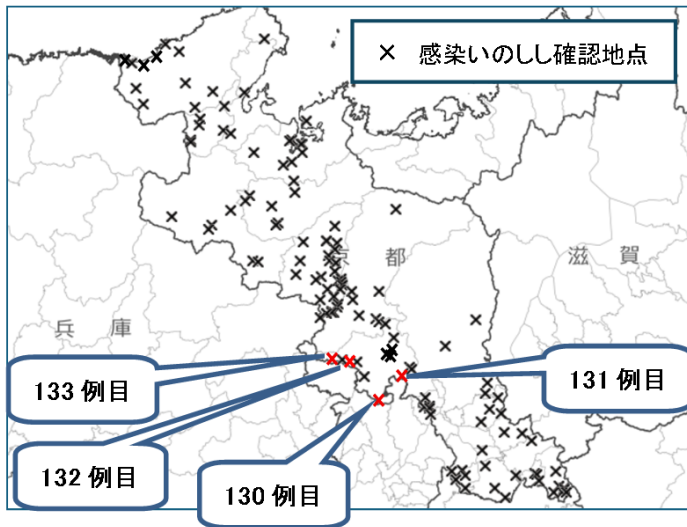 × 感染いのしし確認地点
京 都
滋 賀
兵 庫
133 例目
131 例目
132 例目
130 例目